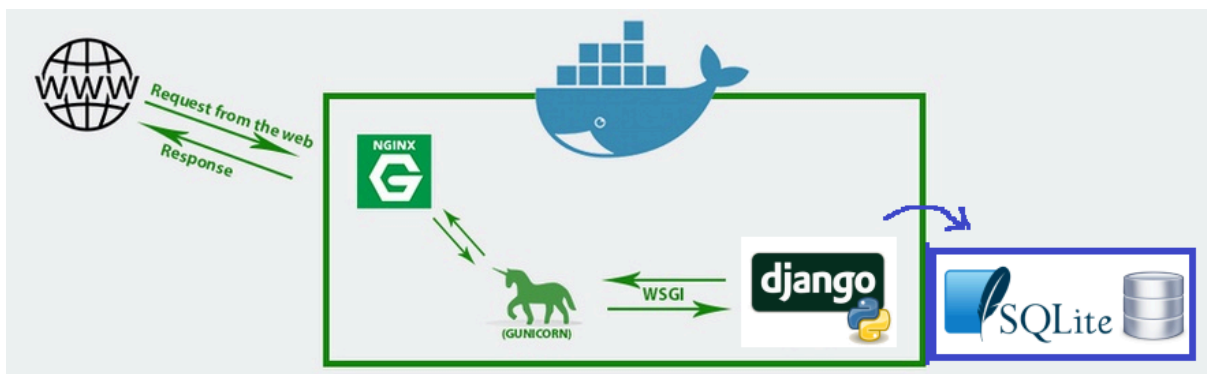 WWW
Request from the web
Response
NGINX
G
(GUNICORN)
WSGI
django
SQLite